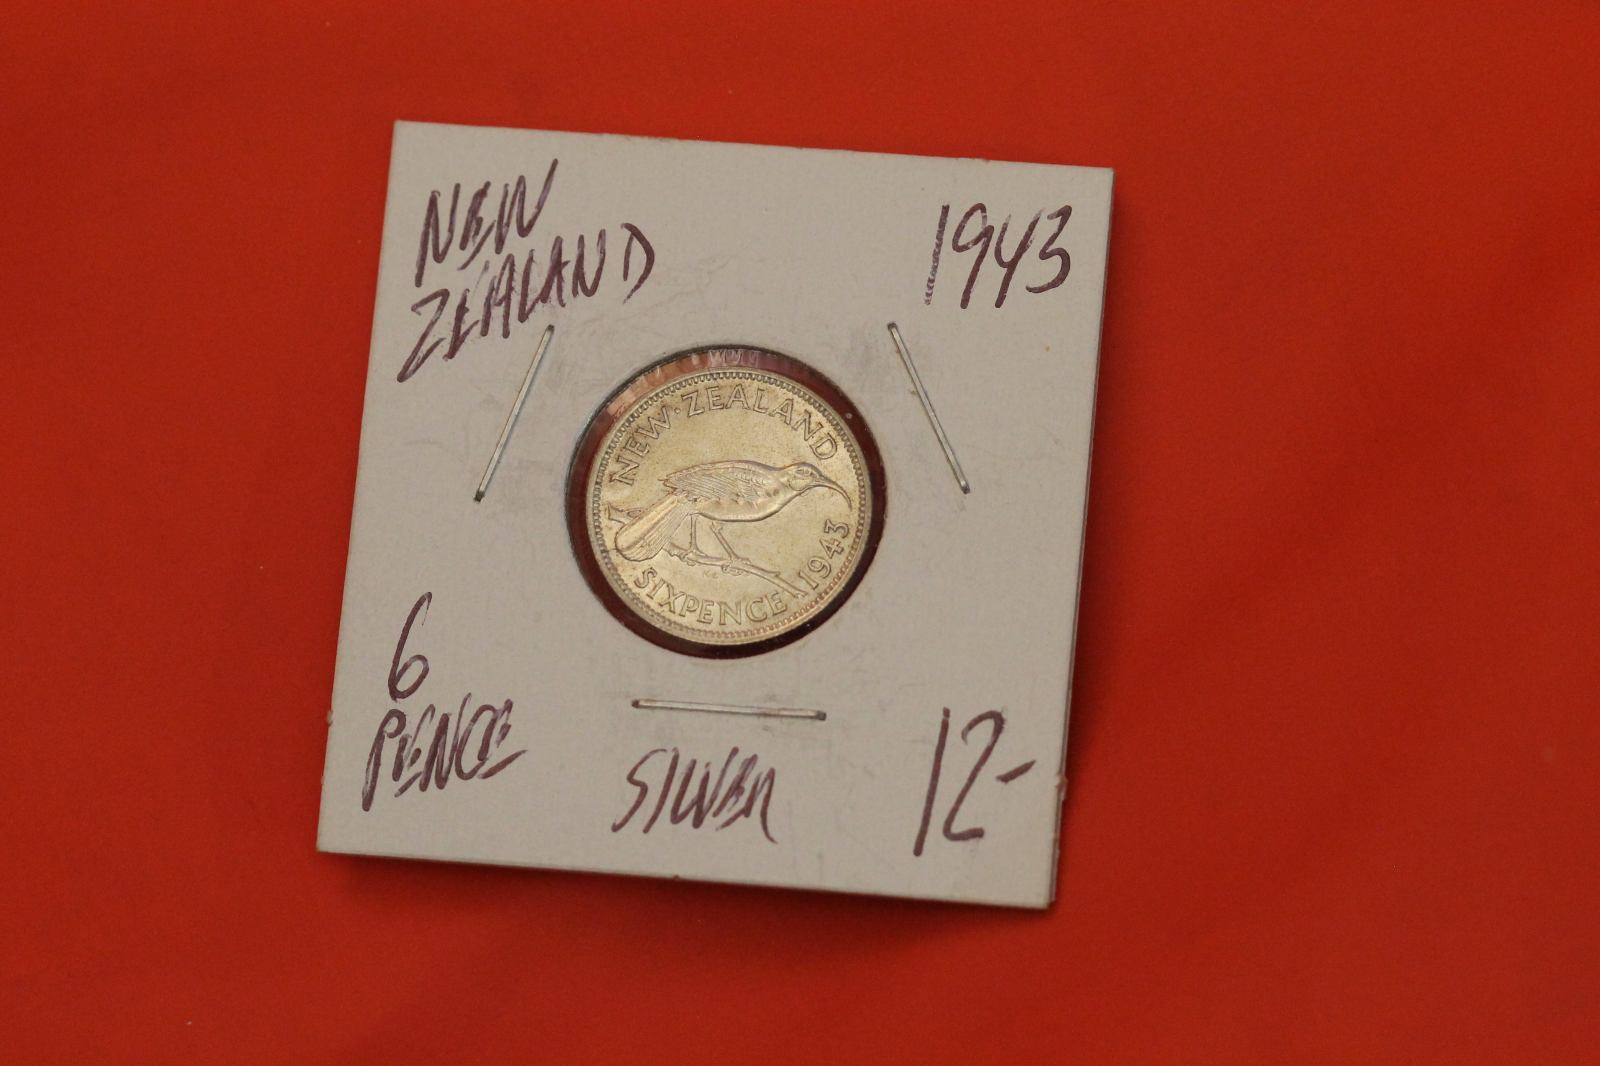 NEW
ZEALAND
1943
NEW·ZEALAND
1943
SIXPENCE
6
PENCE
SILVER
12-